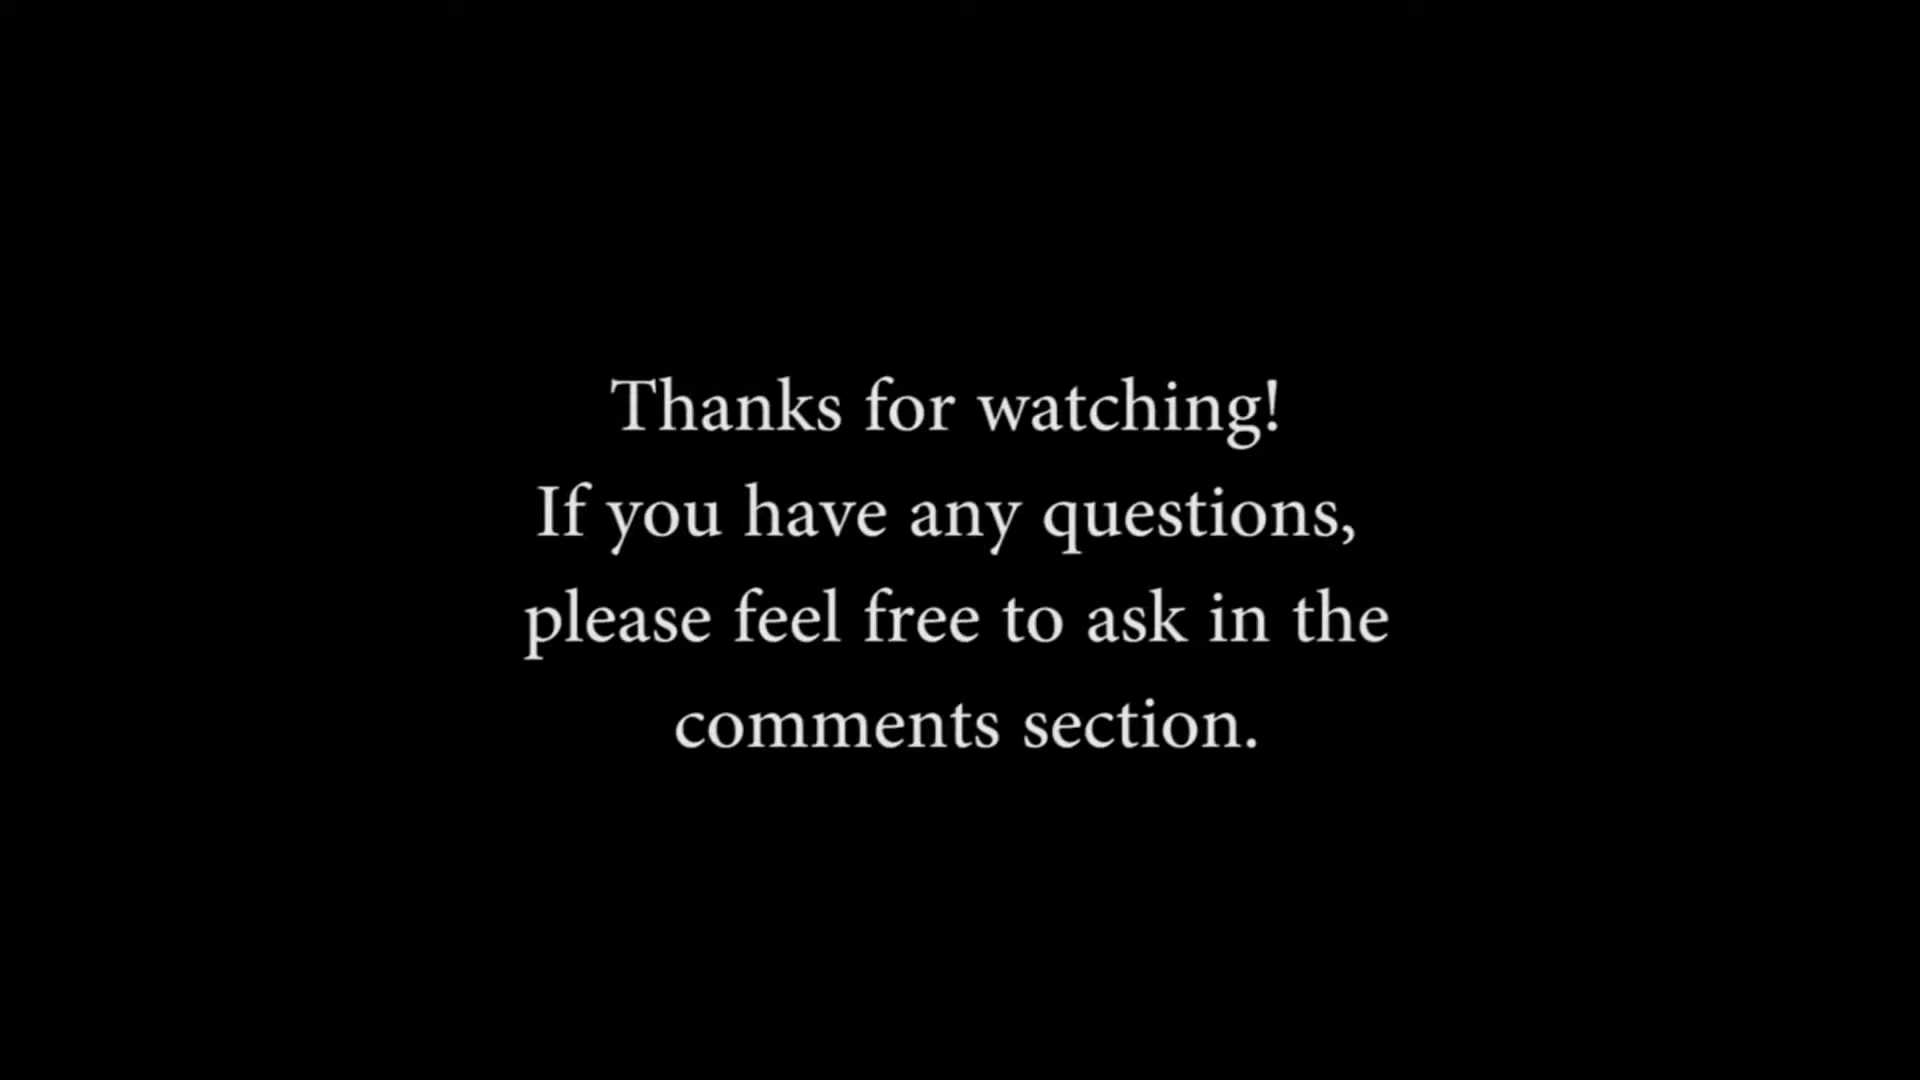 Thanks for watching!
If you have any questions,
please feel free to ask in the
comments section.